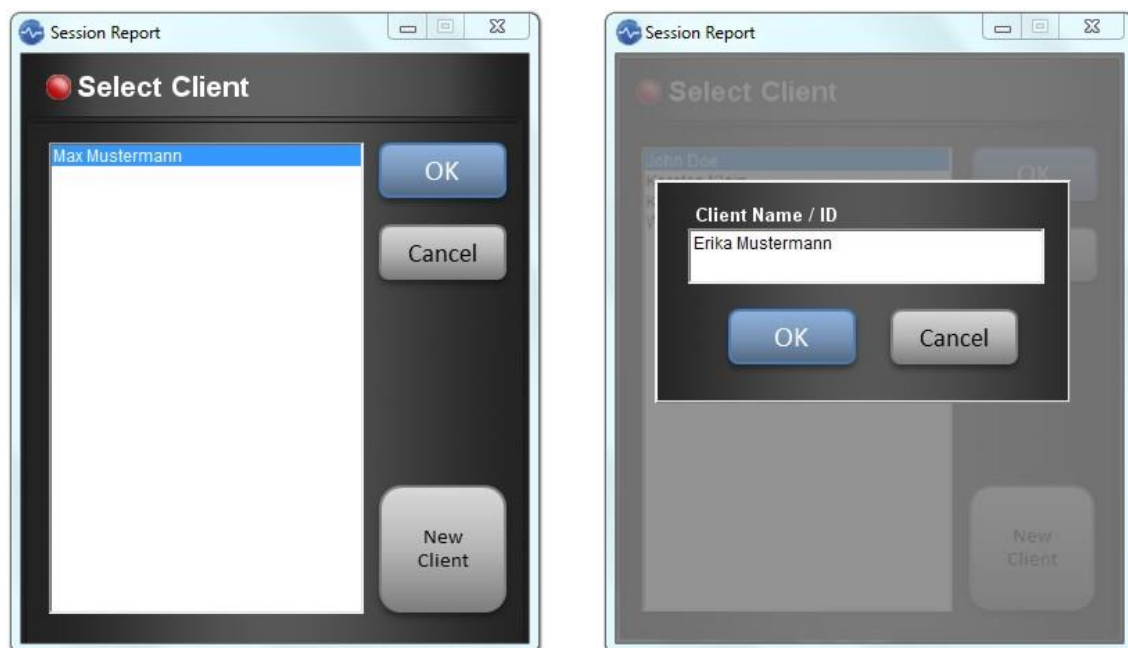 Session Report
Select Client
Max Mustermann
OK
Cancel
New
Client
Session Report
Select Client
John Doe
OK
Client Name / ID
Erika Mustermann
OK
Cancel
New
Client